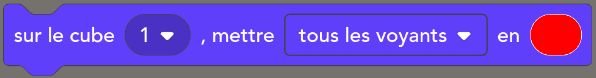 sur le cube 1 , mettre tous les voyants en